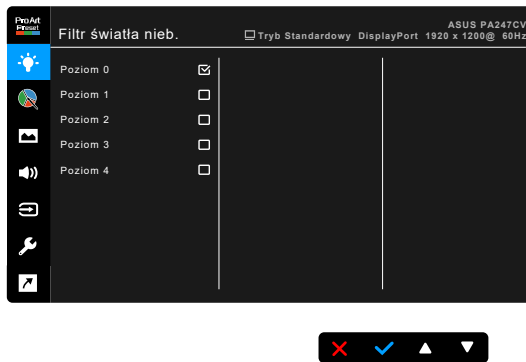 ProArt
Preset
Filtr światła nieb.
ASUS PA247CV
Tryb Standardowy DisplayPort 1920 x 1200@ 60Hz
Poziom 0
Poziom 1
Poziom 2
Poziom 3
Poziom 4